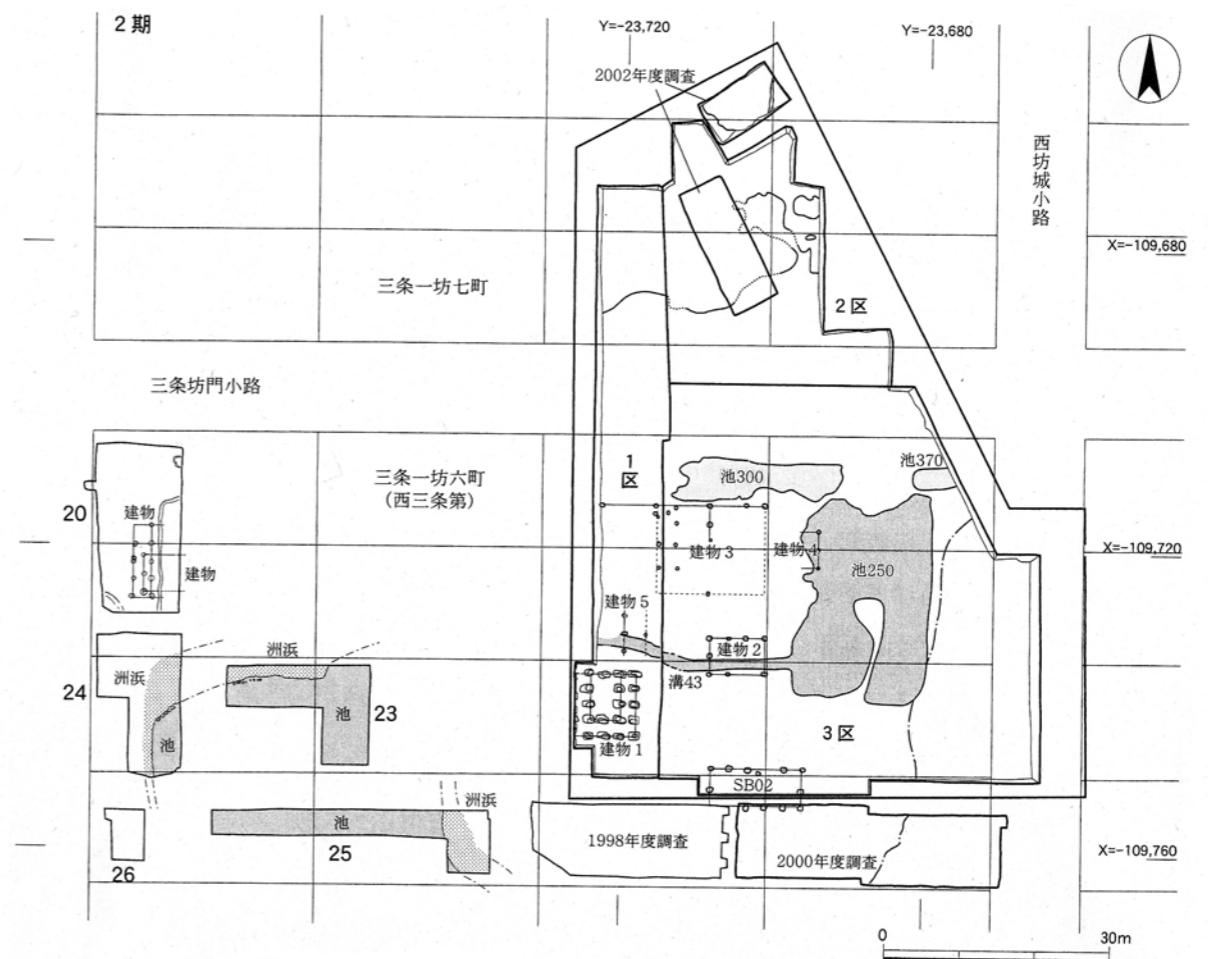 2期
Y=-23,720
Y=-23,680
2002年度調査
西坊城小路
X=-109,680
三条一坊七町
2区
三条坊門小路
三条一坊六町
(西三条第)
1区
池300
池370
20
建物
建物
建物3
建物4
池250
X=-109,720
建物5
洲浜
洲浜
建物2
溝43
24
池
池
23
3区
建物1
SB02
洲浜
池
25
26
1998年度調査
2000年度調査
X=-109,760
0
30m